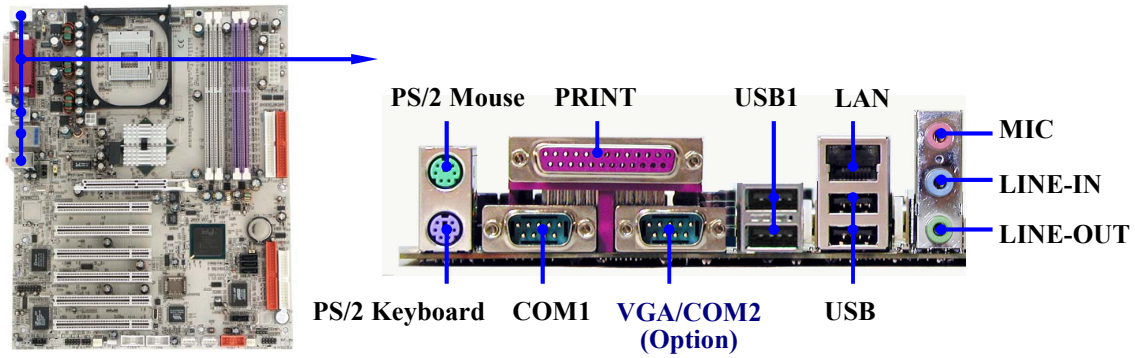 PS/2 Mouse
PRINT
USB1
LAN
MIC
LINE-IN
LINE-OUT
PS/2 Keyboard
COM1
VGA/COM2
(Option)
USB